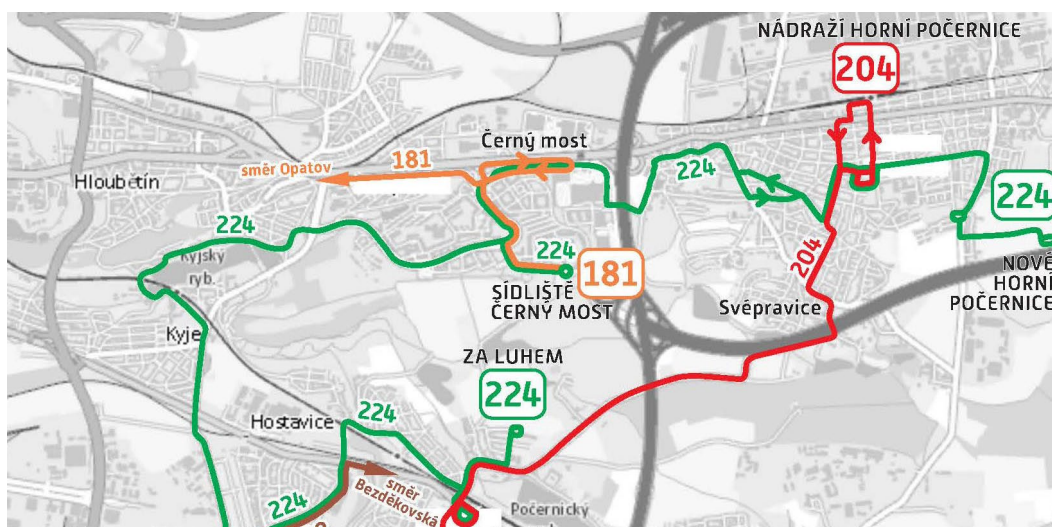 NÁDRAŽÍ HORNÍ POČERNICE
204
Černý most
směr Opatov
181
224
Hloubětín
224
224
224
Kyjský
ryb.
204
181
NOVÉ
HORNÍ
POČERNICE
SÍDLIŠTĚ
ČERNÝ MOST
Svépravice
Kyje
ZA LUHEM
224
224
Hostavice
směr
Bezděkovská
224
Počernický